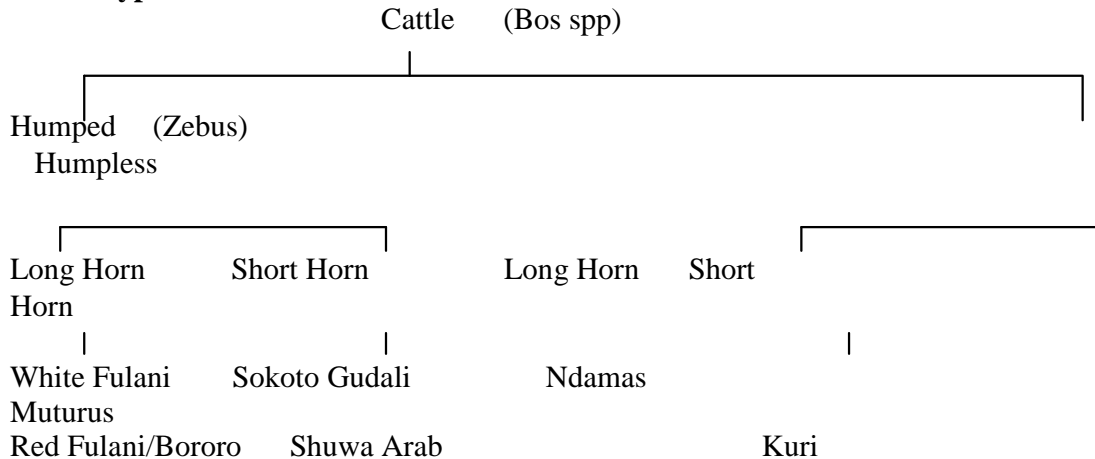 Cattle (Bos spp)
Humped (Zebus)
Humpless
Long Horn Short Horn Long Horn Short
Horn
White Fulani Sokoto Gudali Ndamas
Muturus
Red Fulani/Bororo Shuwa Arab Kuri